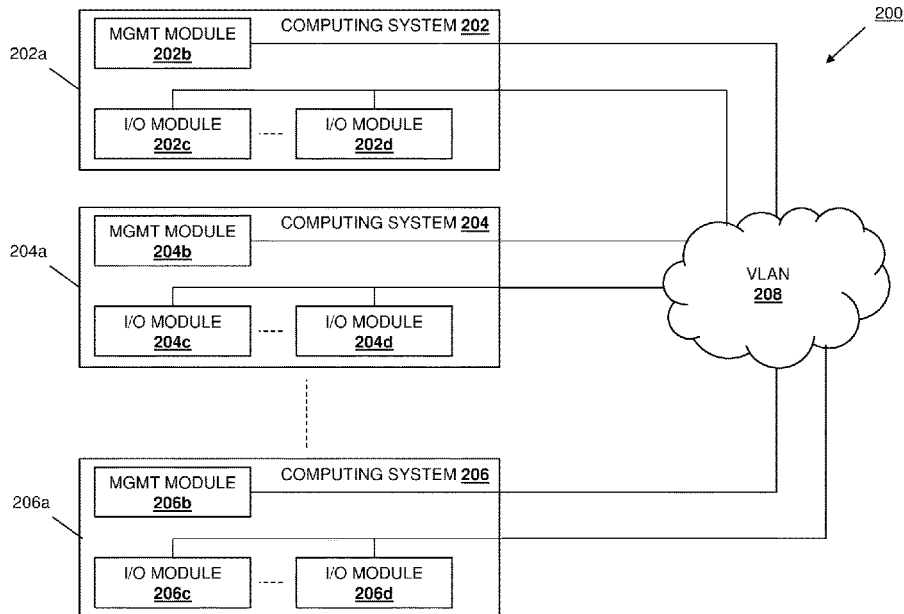 200
COMPUTING SYSTEM 202
MGMT MODULE
202b
202a
I/O MODULE
202c
I/O MODULE
202d
COMPUTING SYSTEM 204
MGMT MODULE
204b
204a
I/O MODULE
204c
I/O MODULE
204d
VLAN
208
COMPUTING SYSTEM 206
MGMT MODULE
206b
206a
I/O MODULE
206c
I/O MODULE
206d